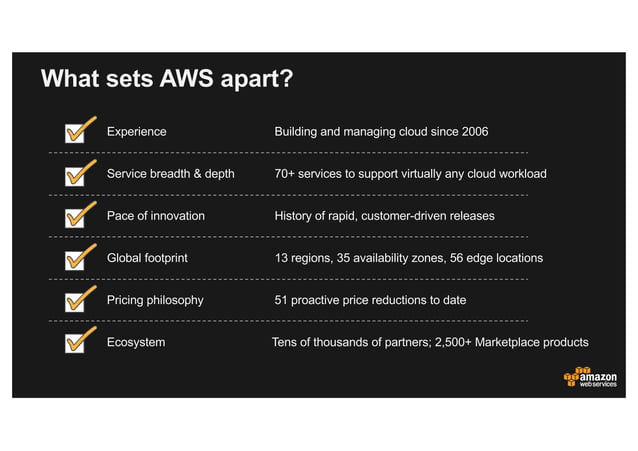 What sets AWS apart?
Experience Building and managing cloud since 2006
Service breadth & depth 70+ services to support virtually any cloud workload
Pace of innovation History of rapid, customer-driven releases
Global footprint 13 regions, 35 availability zones, 56 edge locations
Pricing philosophy 51 proactive price reductions to date
Ecosystem Tens of thousands of partners; 2,500+ Marketplace products
amazon
webservices